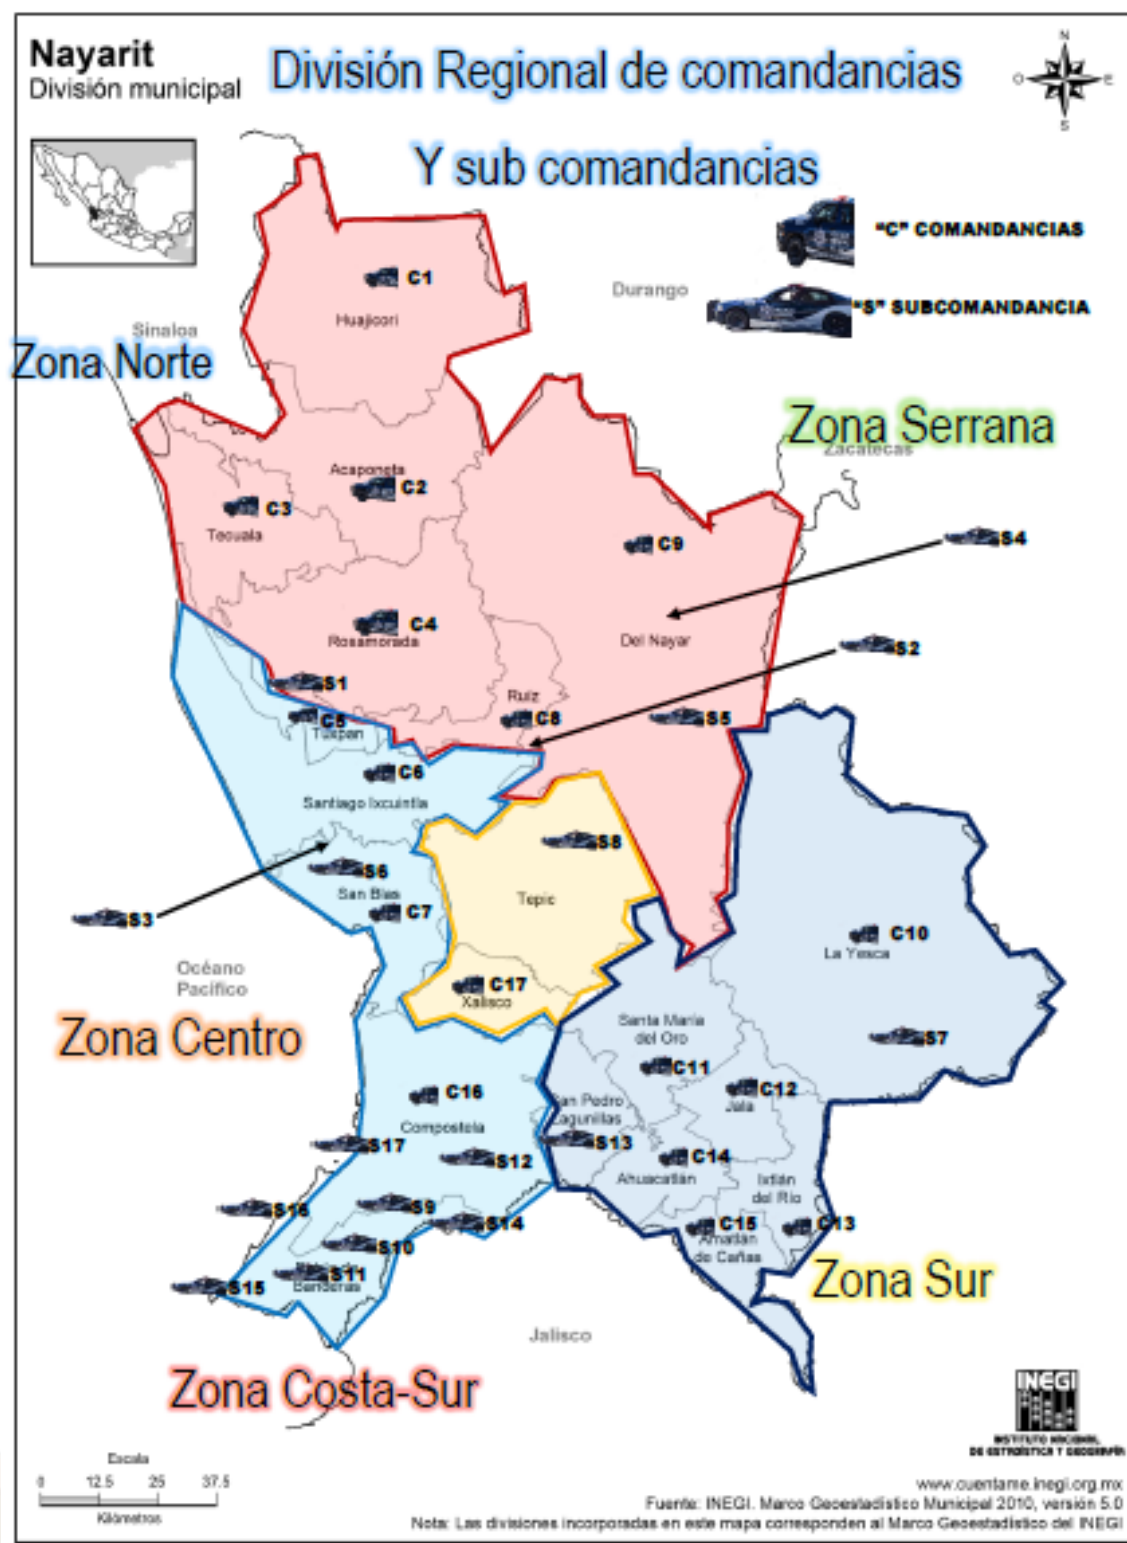 Nayarit
División municipal
División Regional de comandancias
Y sub comandancias
N
O
E
S
"C" COMANDANCIAS
"S" SUBCOMANDANCIA
Durango
Sinaloa
Zona Norte
Zona Serrana
Zacatecas
C1
Huajicori
Acaponeta
C2
C3
Tecuala
C9
S4
C4
Rosamorada
Del Nayar
S2
S1
Ruiz
C8
S5
C5
Tuxpan
C6
Santiago Ixcuintla
S8
S6
San Blas
Tepic
C7
S3
C10
La Yesca
Océano
Pacífico
C17
Xalisco
Zona Centro
Santa María
del Oro
S7
C11
C12
Jala
C16
Compostela
San Pedro
Lagunillas
S13
S17
S12
C14
Ahuacatlán
Ixtlán
del Río
S16
S9
S14
C15
C13
Amatlán
de Cañas
S10
S11
Banderas
S15
Zona Sur
Jalisco
Zona Costa-Sur
INEGI
INSTITUTO NACIONAL
DE ESTADÍSTICA Y GEOGRAFÍA
Escala
0 12.5 25 37.5
Kilómetros
www.cuentame.inegi.org.mx
Fuente: INEGI. Marco Geoestadístico Municipal 2010, versión 5.0
Nota: Las divisiones incorporadas en este mapa corresponden al Marco Geoestadístico del INEGI